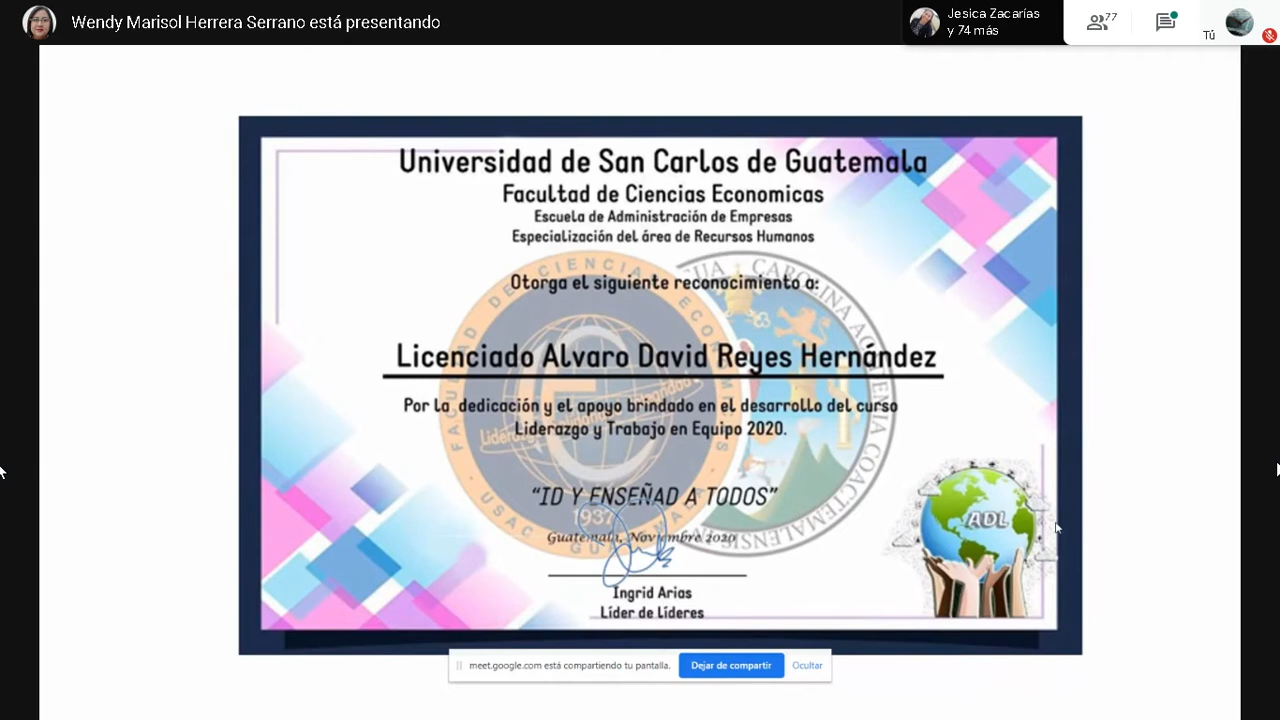 Wendy Marisol Herrera Serrano está presentando
Jesica Zacarías
y 74 más
77
Tú
Universidad de San Carlos de Guatemala
Facultad de Ciencias Economicas
Escuela de Administración de Empresas
Especialización del área de Recursos Humanos
Otorga el siguiente reconocimiento a:
Licenciado Alvaro David Reyes Hernández
Por la dedicación y el apoyo brindado en el desarrollo del curso
Liderazgo y Trabajo en Equipo 2020.
“ID Y ENSEÑAD A TODOS”
1937
Guatemala, Noviembre 2020
ADL
Ingrid Arias
Líder de líderes
meet.google.com está compartiendo tu pantalla.
Dejar de compartir
Ocultar